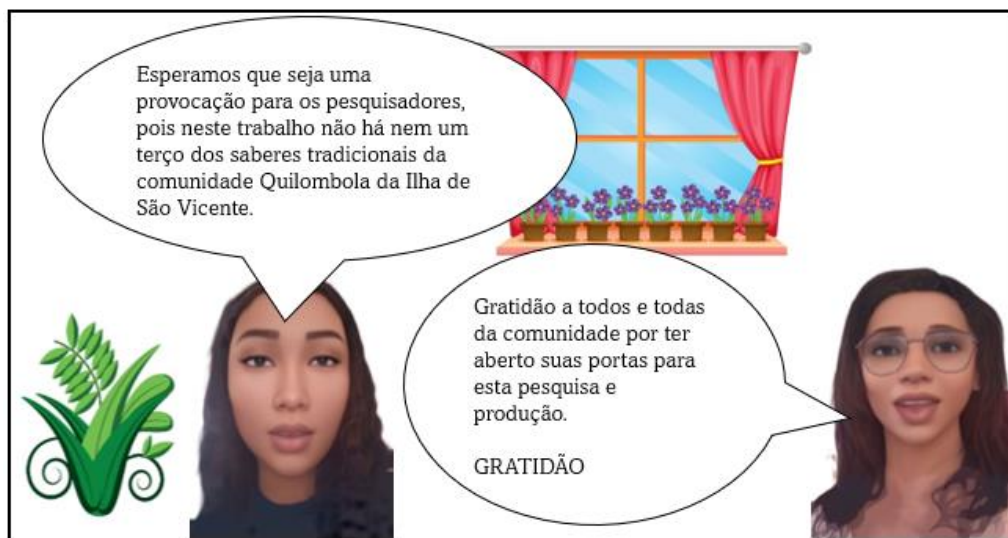 Esperamos que seja uma
provocação para os pesquisadores,
pois neste trabalho não há nem um
terço dos saberes tradicionais da
comunidade Quilombola da Ilha de
São Vicente.
Gratidão a todos e todas
da comunidade por ter
aberto suas portas para
esta pesquisa e
produção.
GRATIDÃO